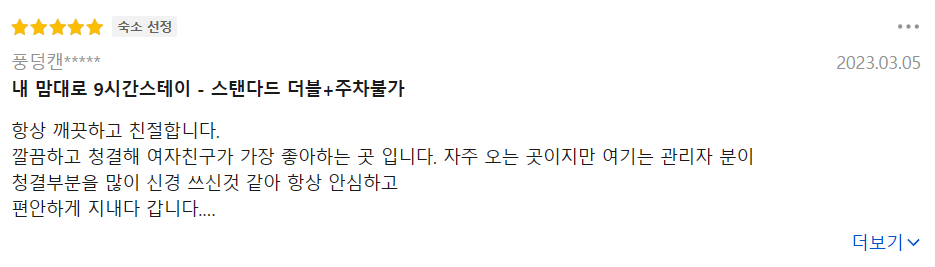 숙소 선정
풍덩캔*****
2023.03.05
내 맘대로 9시간스테이 - 스탠다드 더블+주차불가
항상 깨끗하고 친절합니다.
깔끔하고 청결해 여자친구가 가장 좋아하는 곳 입니다. 자주 오는 곳이지만 여기는 관리자 분이
청결부분을 많이 신경 쓰신것 같아 항상 안심하고
편안하게 지내다 갑니다....
더보기